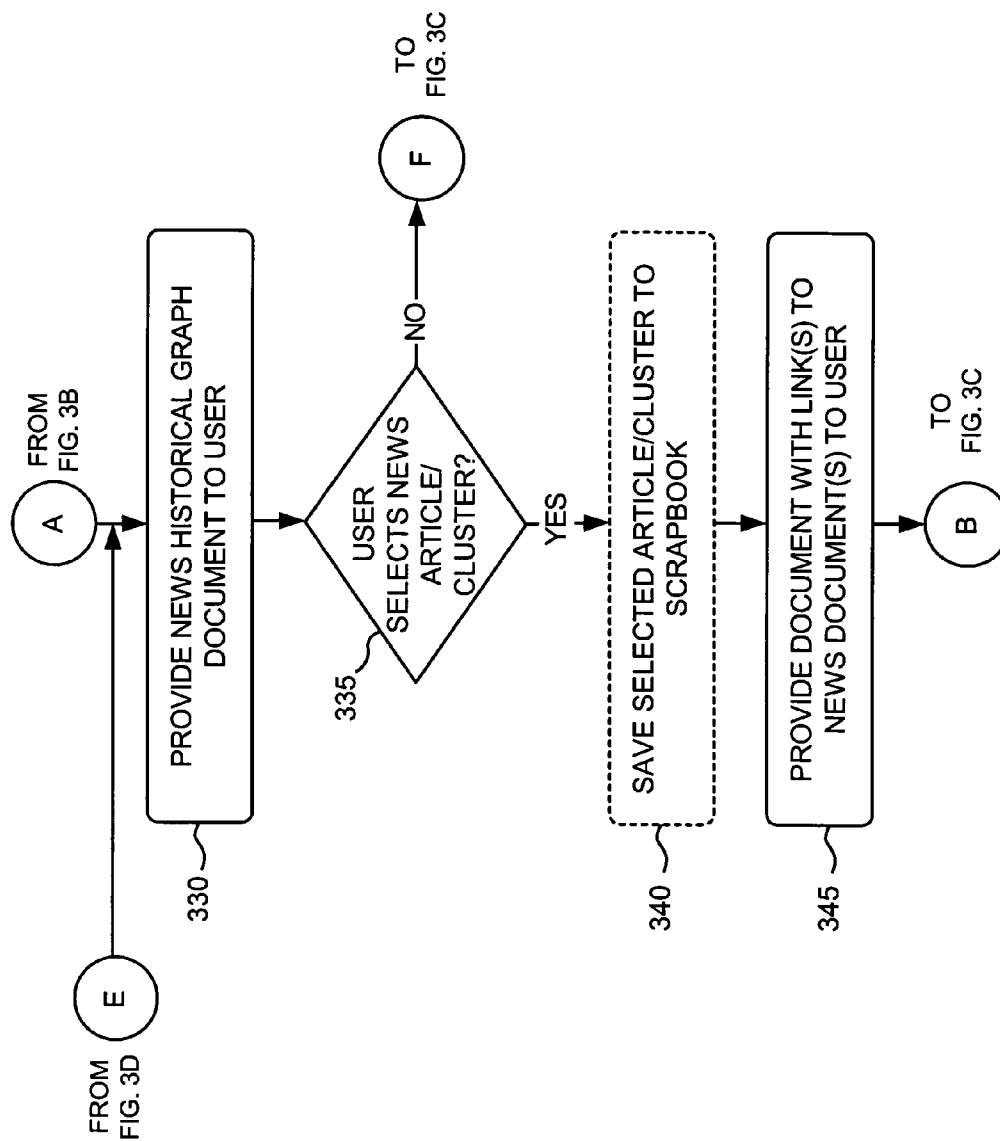 FROM
FIG. 3D
E
FROM
FIG. 3B
A
PROVIDE NEWS HISTORICAL GRAPH
DOCUMENT TO USER
330
USER
SELECTS NEWS
ARTICLE/
CLUSTER?
335
NO
F
TO
FIG. 3C
YES
SAVE SELECTED ARTICLE/CLUSTER TO
SCRAPBOOK
340
PROVIDE DOCUMENT WITH LINK(S) TO
NEWS DOCUMENT(S) TO USER
345
B
TO
FIG. 3C